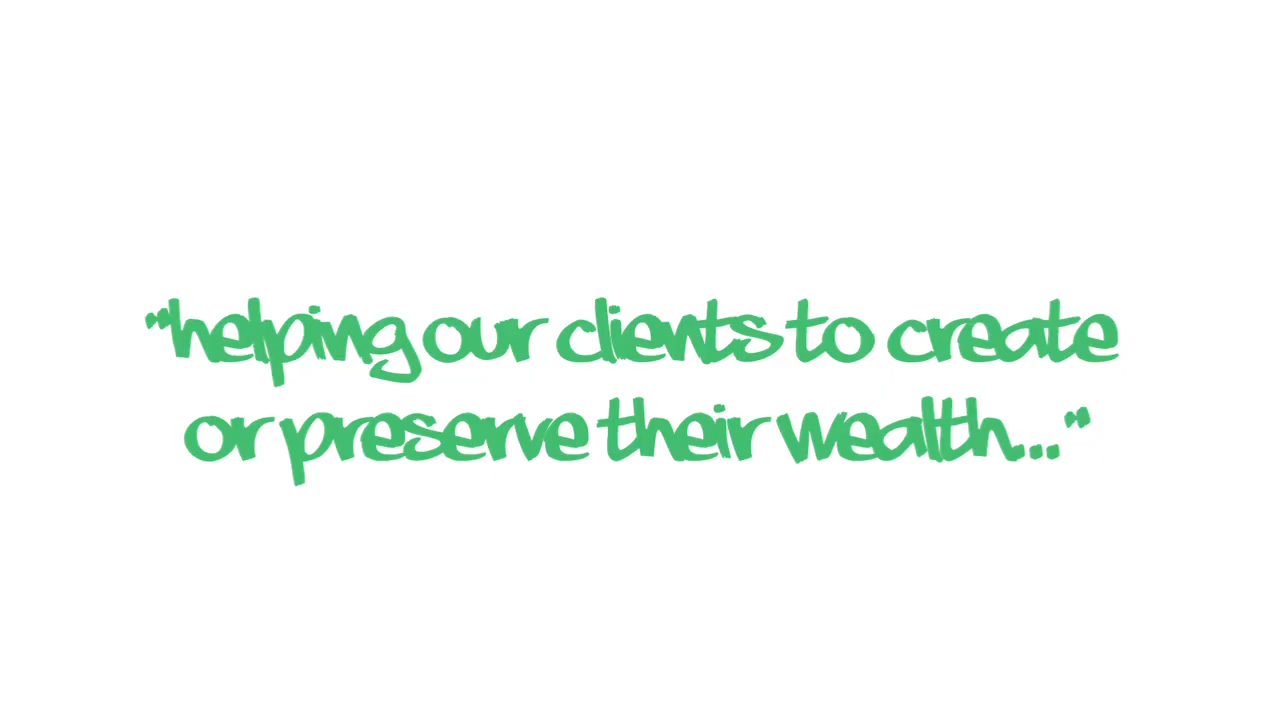 "helping our clients to create
or preserve their wealth..."